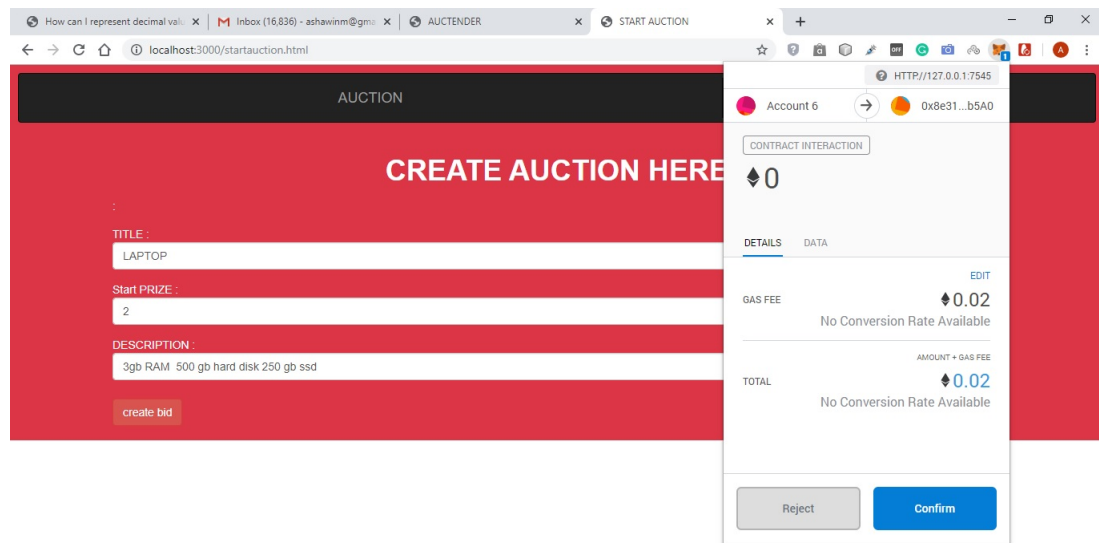 How can I represent decimal valu
Inbox (16,836) - ashawinm@gma
AUCTENDER
START AUCTION
localhost:3000/startauction.html
OFF
1
A
HTTP://127.0.0.1:7545
AUCTION
Account 6
0x8e31...b5A0
CONTRACT INTERACTION
0
CREATE AUCTION HERE
:
TITLE :
LAPTOP
Start PRIZE :
2
DESCRIPTION :
3gb RAM 500 gb hard disk 250 gb ssd
create bid
DETAILS DATA
EDIT
GAS FEE 0.02
No Conversion Rate Available
AMOUNT + GAS FEE
TOTAL 0.02
No Conversion Rate Available
Reject Confirm